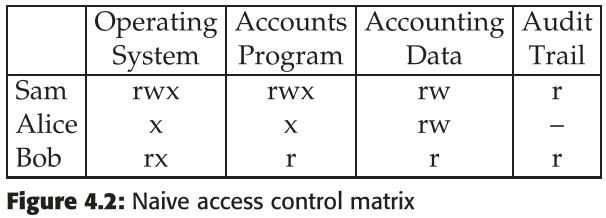 Operating Accounts Accounting Audit
System Program Data Trail
Sam rwx rwx rw r
Alice x x rw –
Bob rx r r r
Figure 4.2: Naive access control matrix